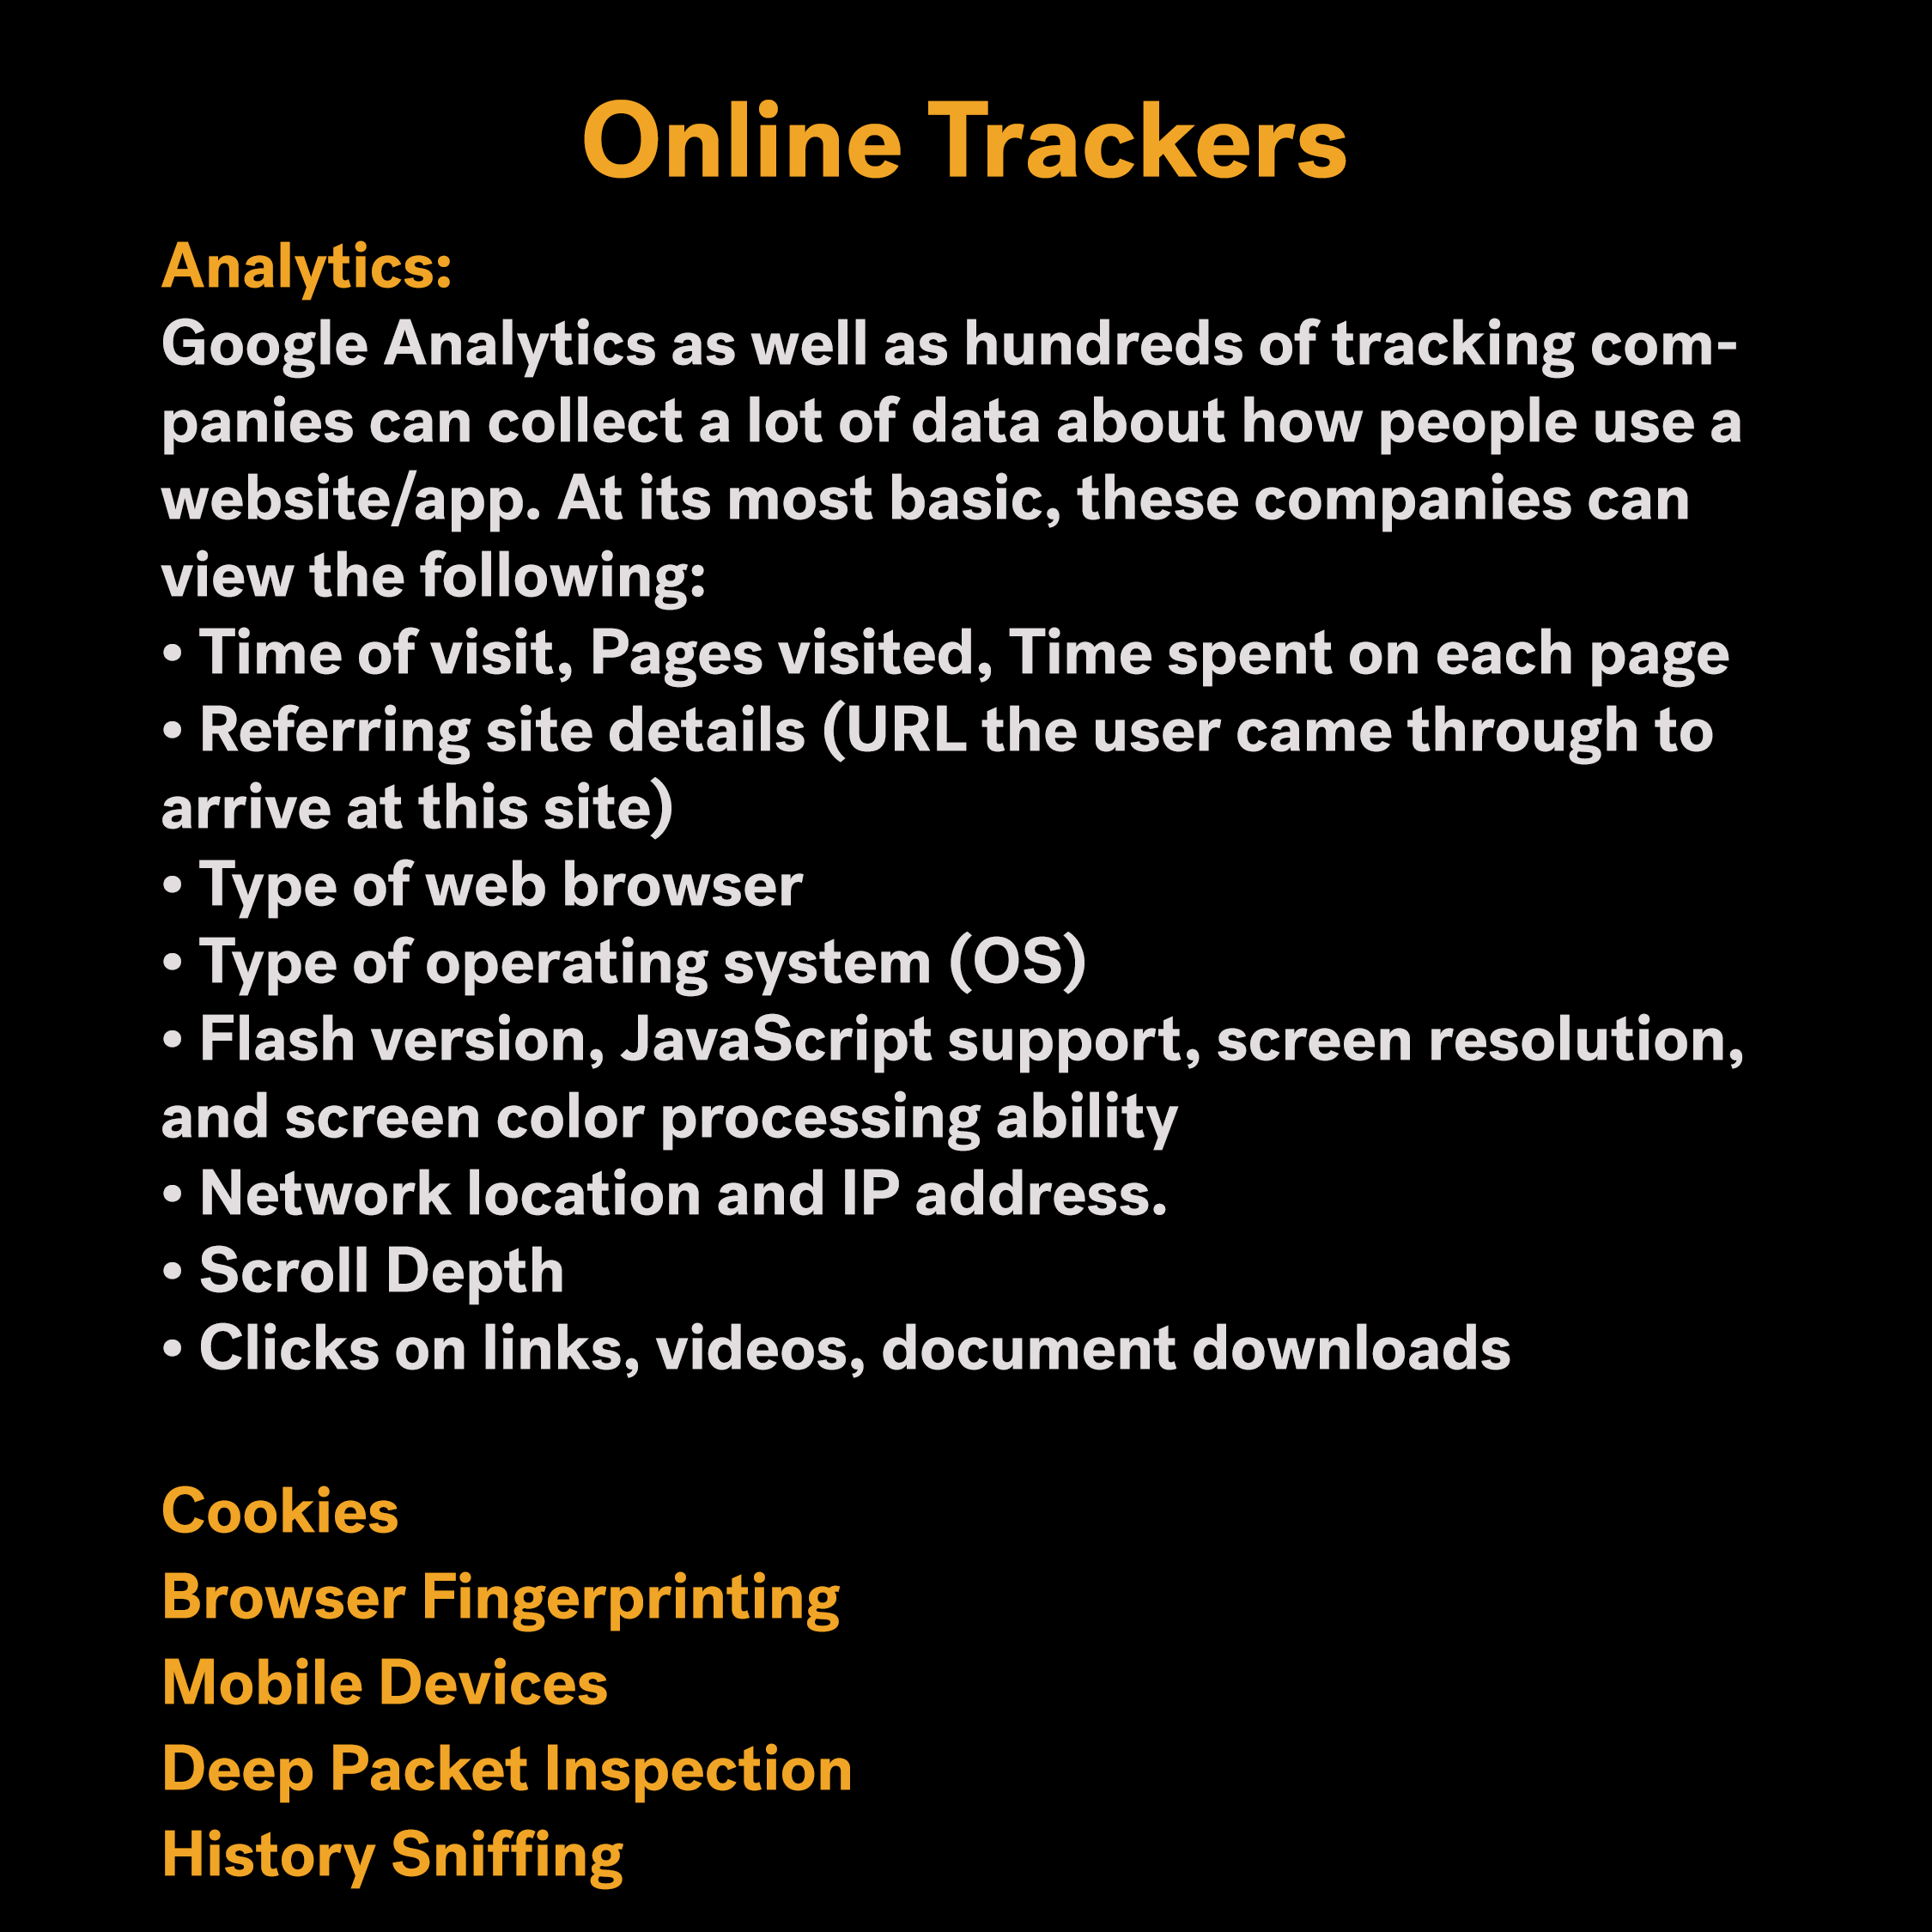 Online Trackers
Analytics:
Google Analytics as well as hundreds of tracking com-
panies can collect a lot of data about how people use a
website/app. At its most basic, these companies can
view the following:
• Time of visit, Pages visited, Time spent on each page
• Referring site details (URL the user came through to
arrive at this site)
• Type of web browser
• Type of operating system (OS)
• Flash version, JavaScript support, screen resolution,
and screen color processing ability
• Network location and IP address.
• Scroll Depth
• Clicks on links, videos, document downloads
Cookies
Browser Fingerprinting
Mobile Devices
Deep Packet Inspection
History Sniffing